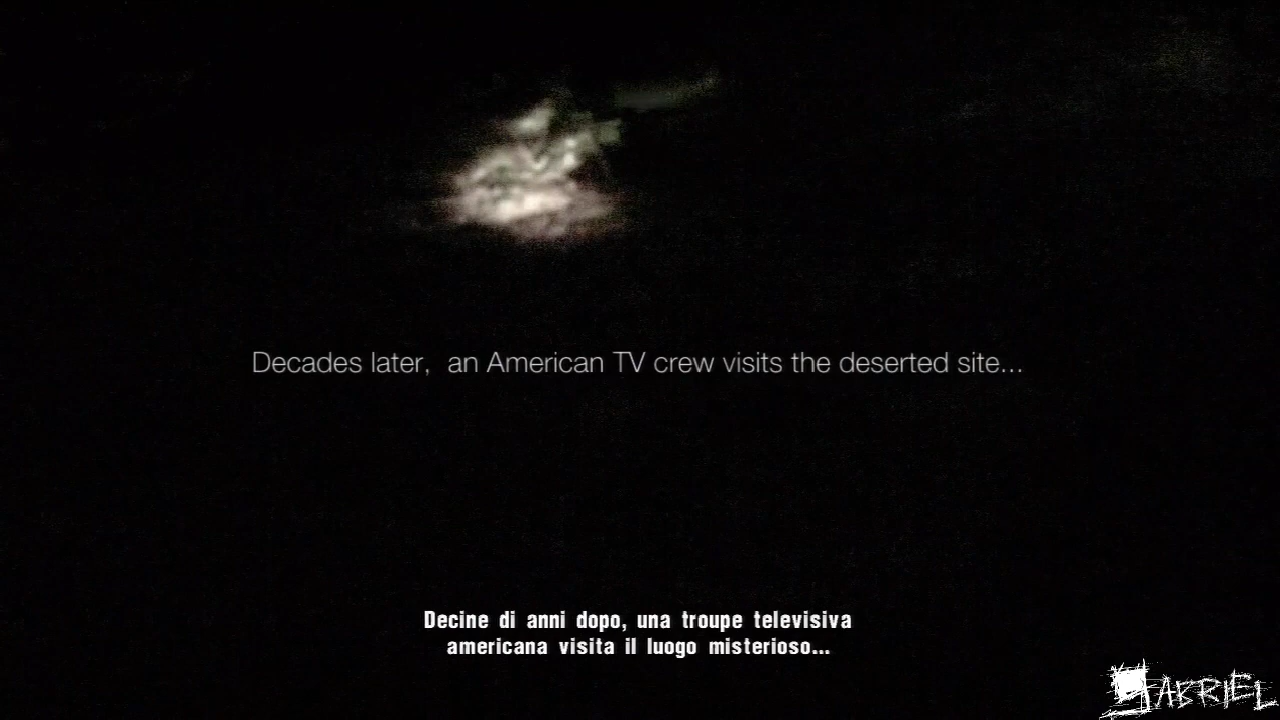 Decades later, an American TV crew visits the deserted site...
Decine di anni dopo, una troupe televisiva
americana visita il luogo misterioso...
GABRIEL